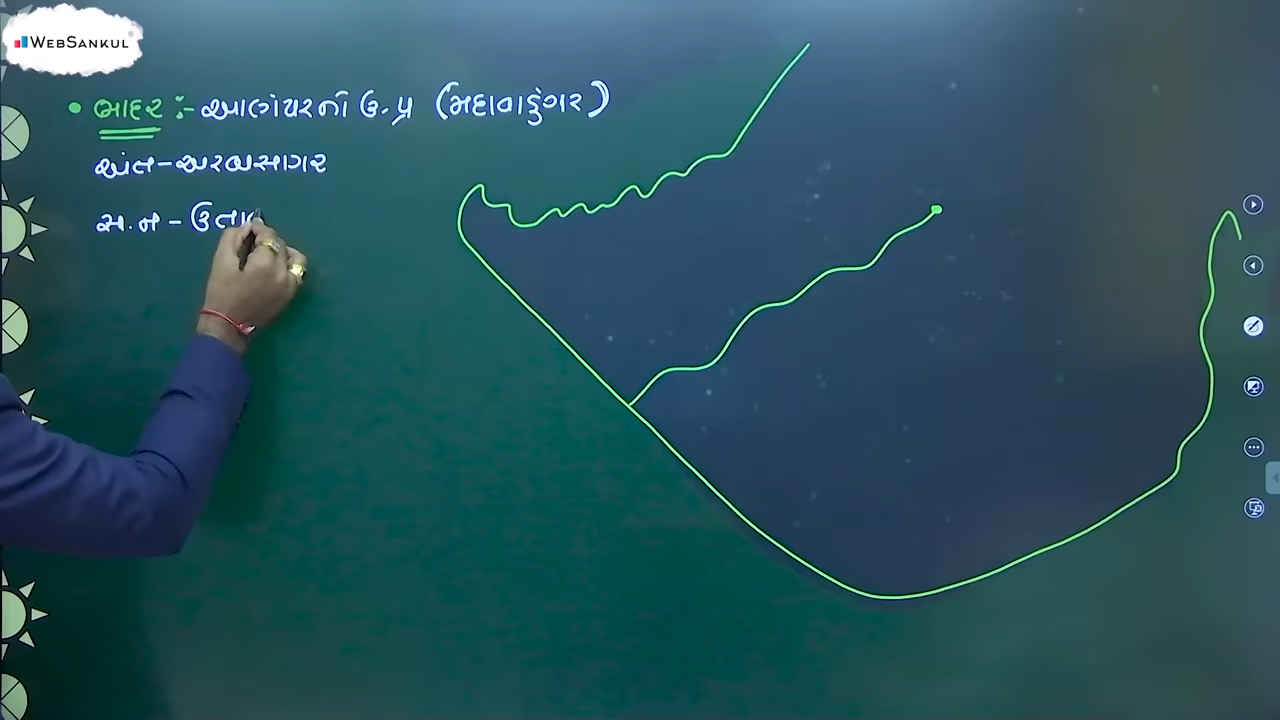 WEBSANKUL
• ભાદર :- આણંદપરનો ઉ.પ્ર (મદાવાડુંગર)
અંત - અરબસાગર
સ.ન - ઉતા